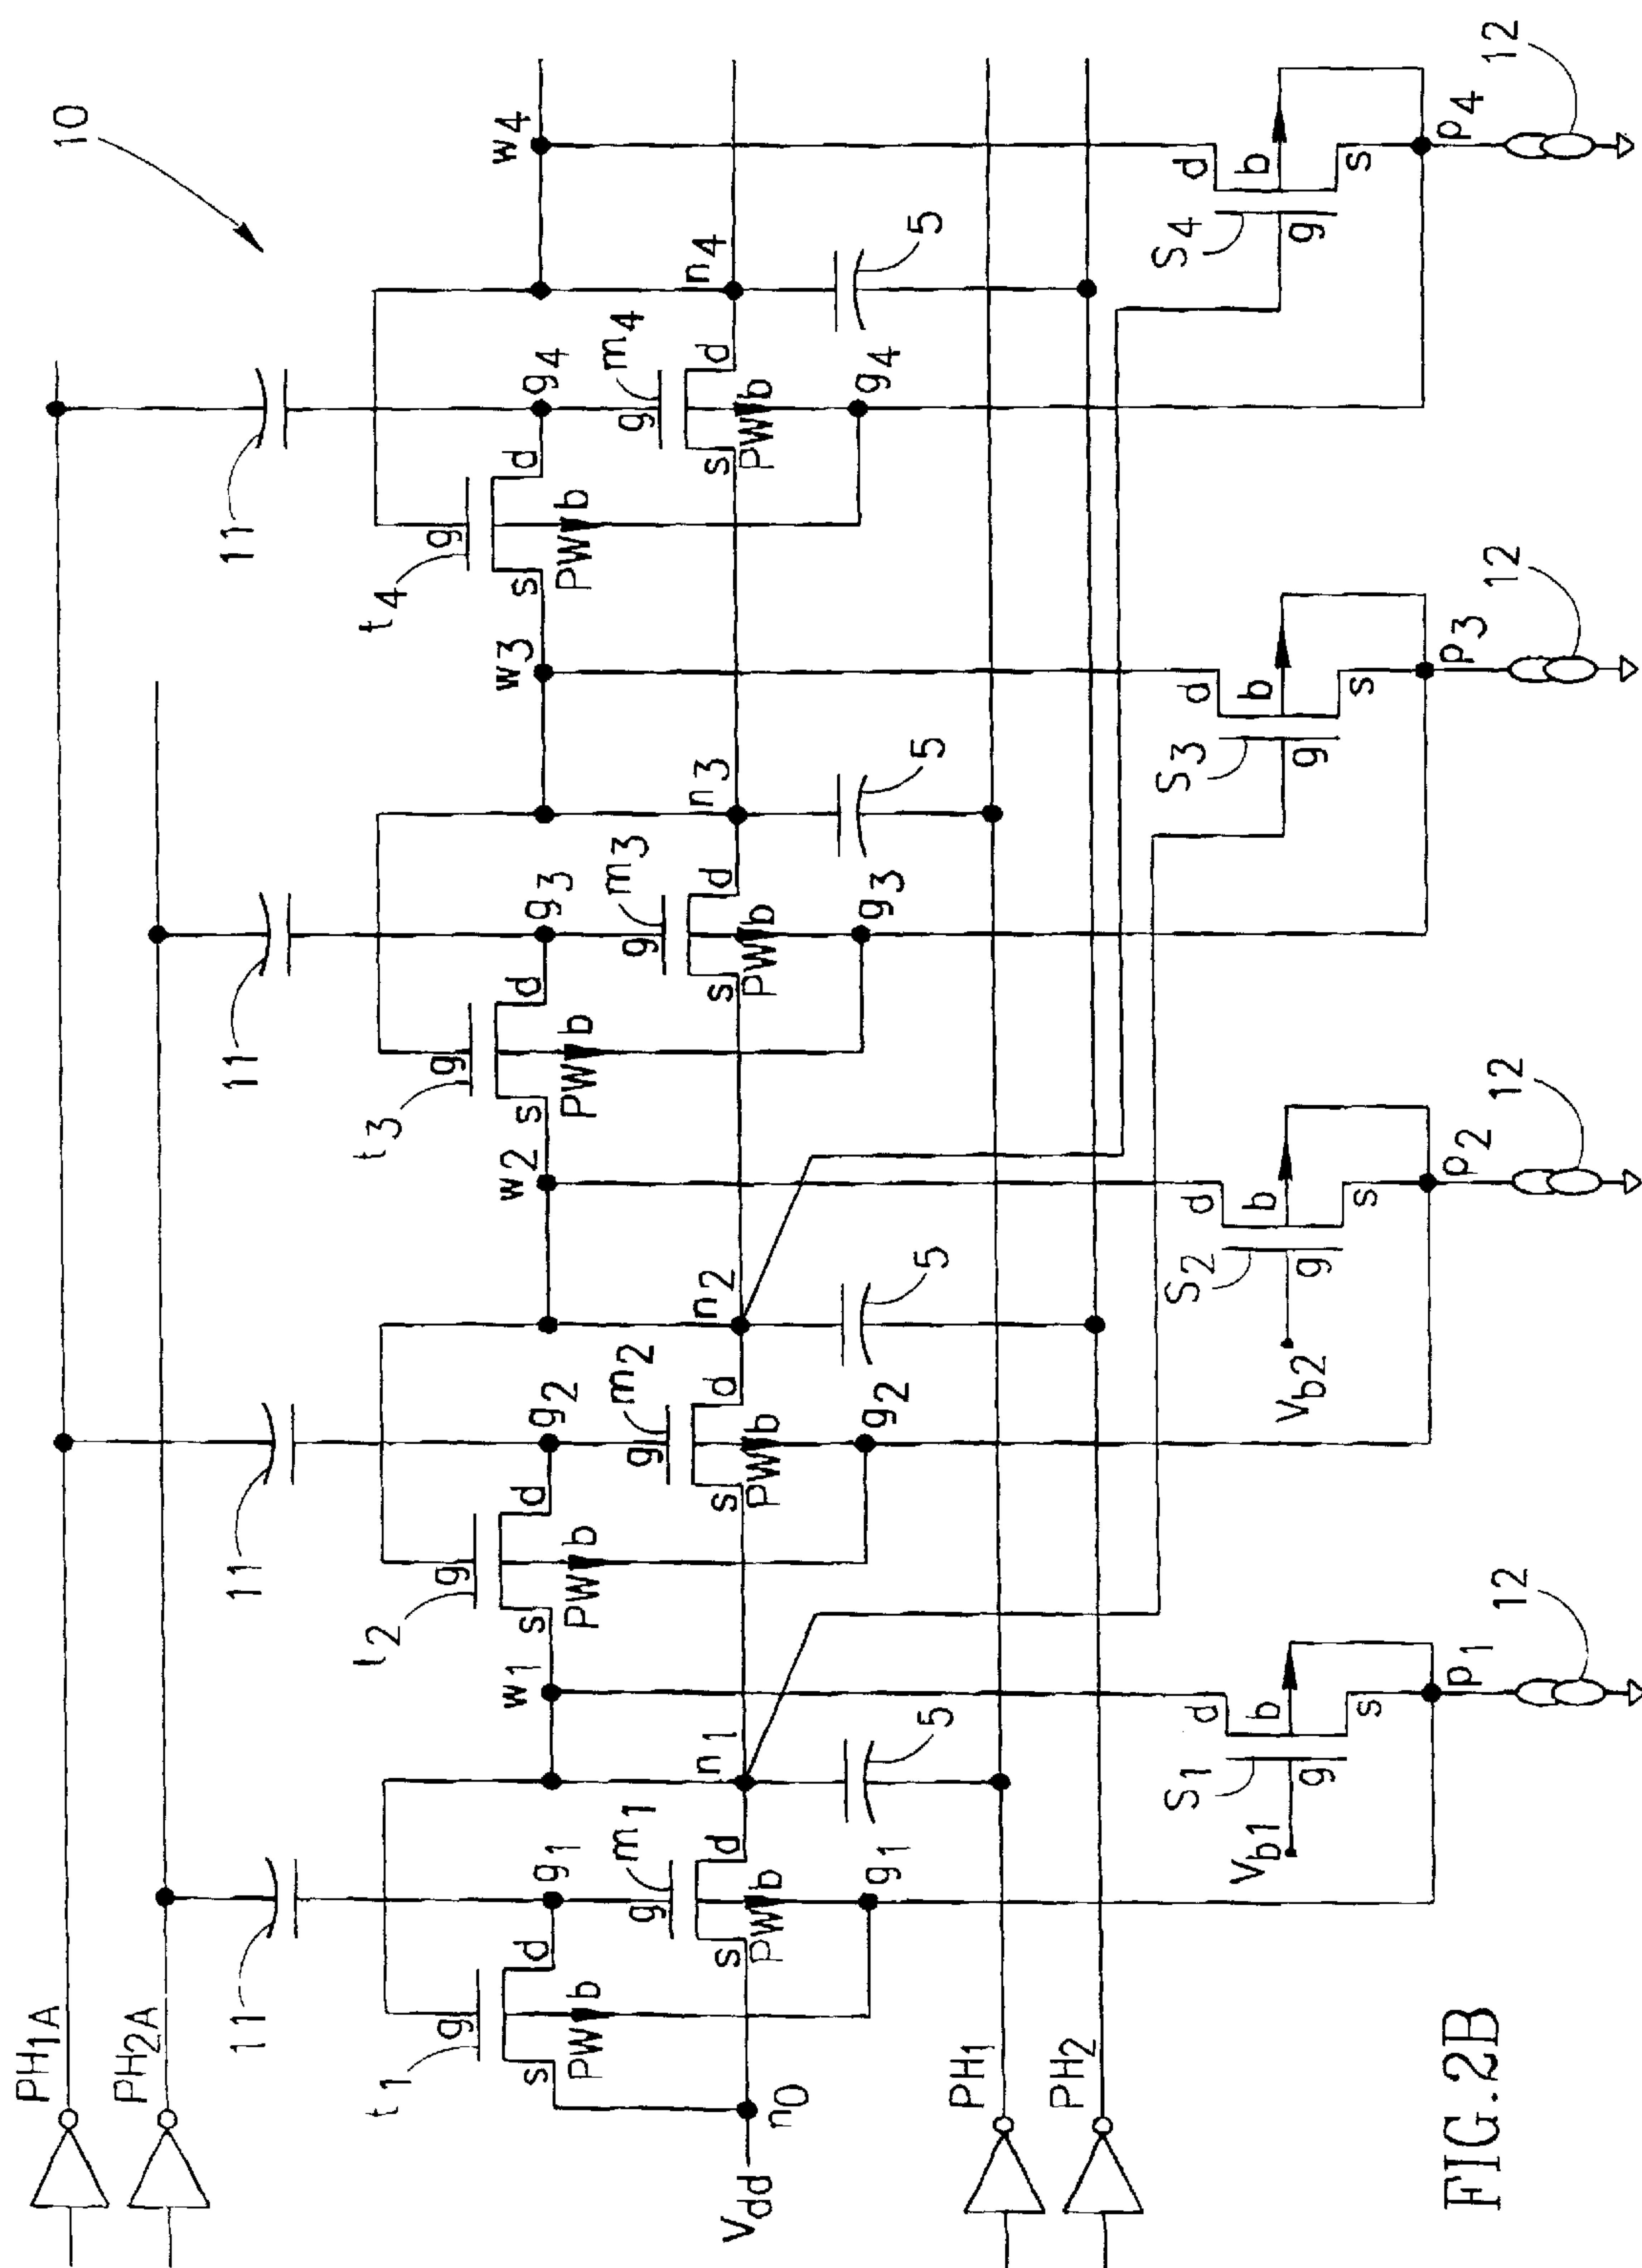 10
PH1A
PH2A
11
11
11
11
t1
g
s
d
PW
b
g1
g
m1
s
d
PW
b
g1
n1
w1
5
t2
g
s
d
PW
b
g2
g
m2
s
d
PW
b
g2
n2
w2
5
t3
g
s
d
PW
b
g3
g
m3
s
d
PW
b
g3
n3
w3
5
t4
g
s
d
PW
b
g4
g
m4
s
d
PW
b
g4
n4
w4
5
Vdd
n0
PH1
PH2
Vb1
S1
g
d
b
s
p1
12
Vb2
S2
g
d
b
s
p2
12
S3
g
d
b
s
p3
12
S4
g
d
b
s
p4
12
FIG.2B